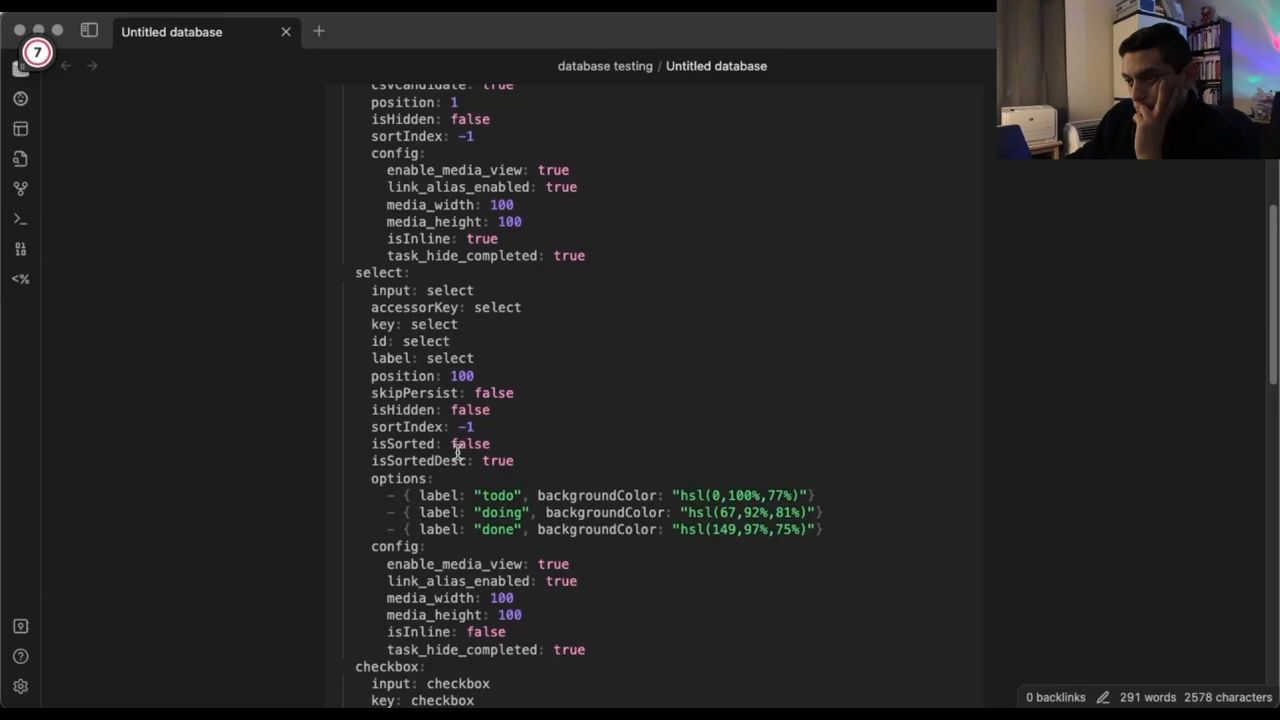 Untitled database
7
database testing / Untitled database
csvCandidate: true
position: 1
isHidden: false
sortIndex: -1
config:
enable_media_view: true
link_alias_enabled: true
media_width: 100
media_height: 100
isInline: true
task_hide_completed: true
select:
input: select
accessorKey: select
key: select
id: select
label: select
position: 100
skipPersist: false
isHidden: false
sortIndex: -1
isSorted: false
isSortedDesc: true
options:
- { label: "todo", backgroundColor: "hsl(0,100%,77%)"}
- { label: "doing", backgroundColor: "hsl(67,92%,81%)"}
- { label: "done", backgroundColor: "hsl(149,97%,75%)"}
config:
enable_media_view: true
link_alias_enabled: true
media_width: 100
media_height: 100
isInline: false
task_hide_completed: true
checkbox:
input: checkbox
key: checkbox
0 backlinks 291 words 2578 characters